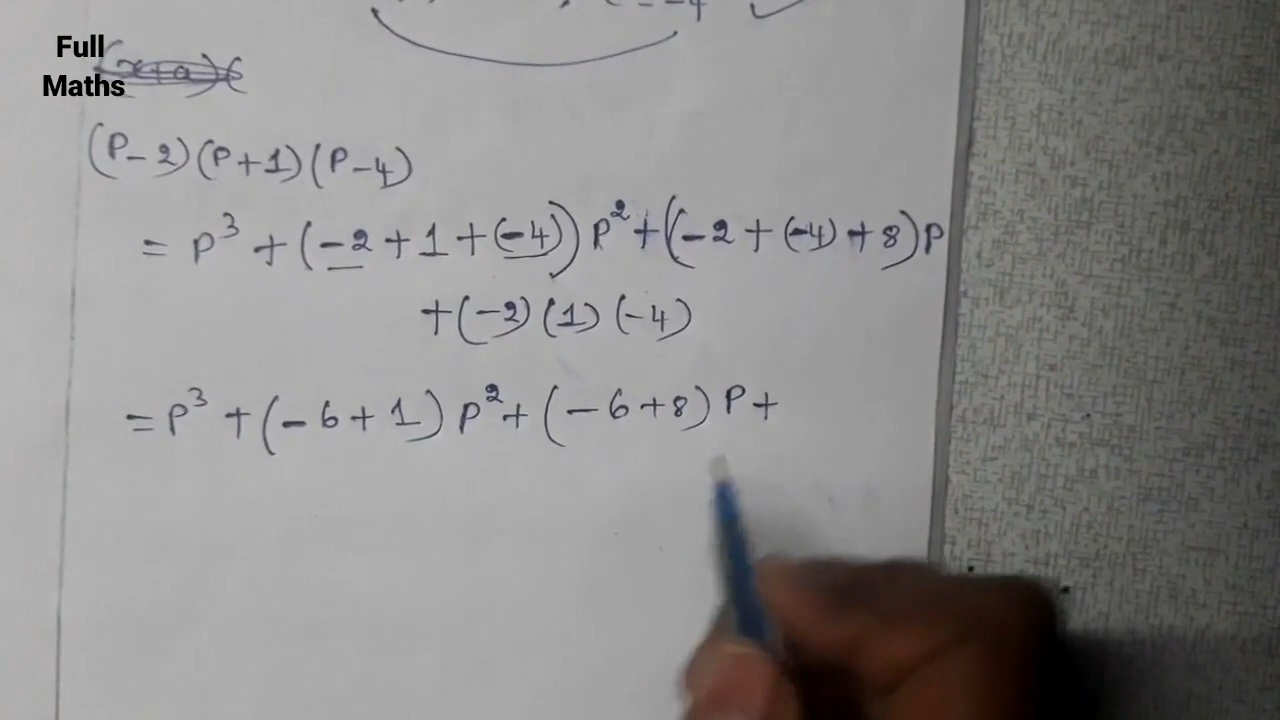 Full
Maths
(P-2)(P+1)(P-4)
= P³ + (-2+1+(-4))P² + (-2+(-4)+8)P
+(-2)(1)(-4)
= P³ + (-6+1)P² + (-6+8)P +